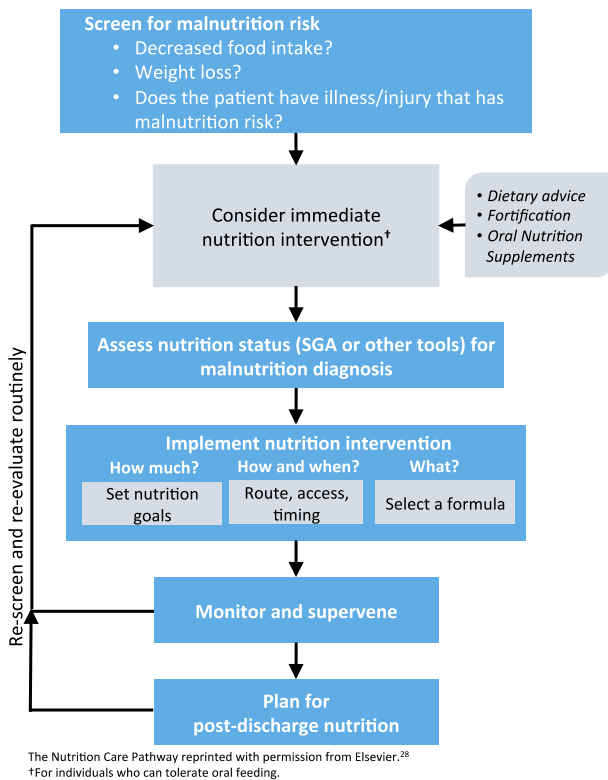 Screen for malnutrition risk
• Decreased food intake?
• Weight loss?
• Does the patient have illness/injury that has
malnutrition risk?
Consider immediate
nutrition intervention†
• Dietary advice
• Fortification
• Oral Nutrition
Supplements
Assess nutrition status (SGA or other tools) for
malnutrition diagnosis
Implement nutrition intervention
How much?
Set nutrition
goals
How and when?
Route, access,
timing
What?
Select a formula
Monitor and supervene
Plan for
post-discharge nutrition
Re-screen and re-evaluate routinely
The Nutrition Care Pathway reprinted with permission from Elsevier.²⁸
†For individuals who can tolerate oral feeding.